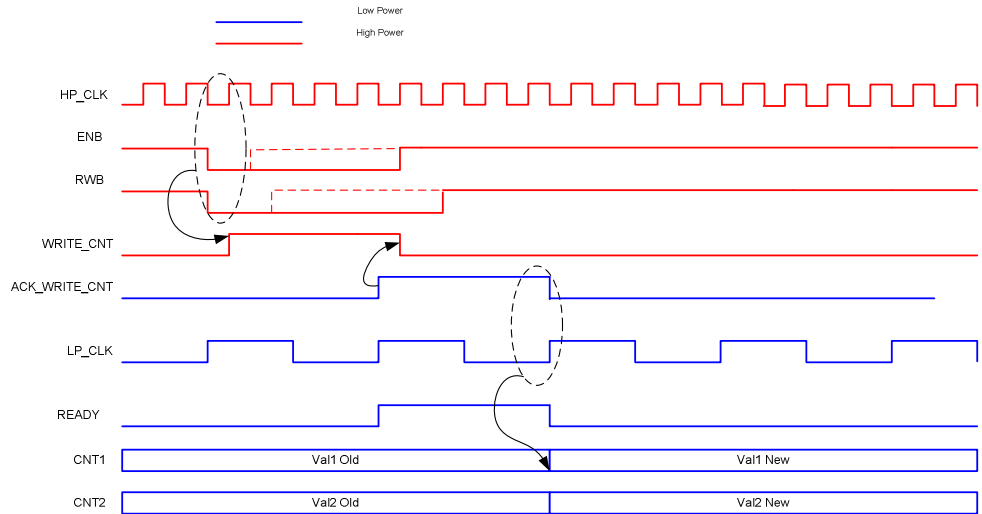 Low Power
High Power
HP_CLK
ENB
RWB
WRITE_CNT
ACK_WRITE_CNT
LP_CLK
READY
CNT1 Val1 Old Val1 New
CNT2 Val2 Old Val2 New